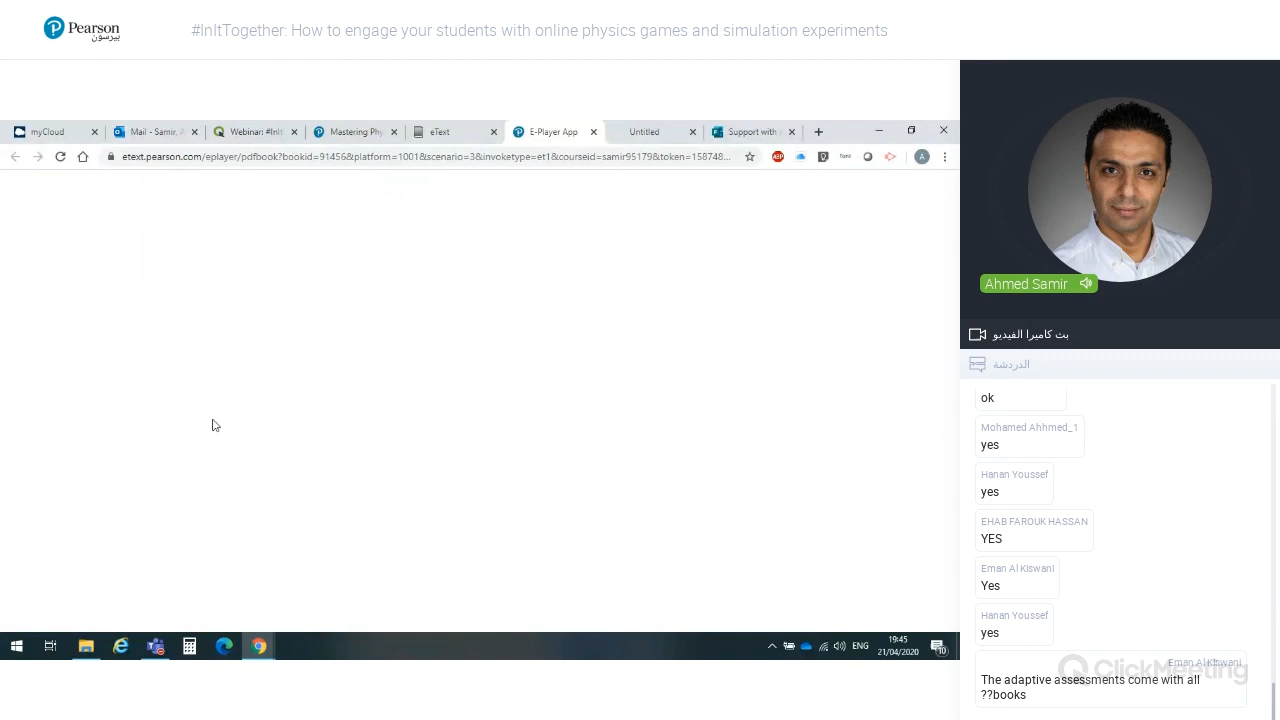 Pearson
بيرسون
#InItTogether: How to engage your students with online physics games and simulation experiments
myCloud
Mail - Samir, A
Webinar: #InIt
Mastering Phy
eText
E-Player App
Untitled
Support with
etext.pearson.com/eplayer/pdfbook?bookid=91456&platform=1001&scenario=3&invoketype=et1&courseid=samir95179&token=158748...
ABP
font
A
Ahmed Samir
بث كاميرا الفيديو
الدردشة
ok
Mohamed Ahhmed_1
yes
Hanan Youssef
yes
EHAB FAROUK HASSAN
YES
Eman Al Kiswani
Yes
Hanan Youssef
yes
Eman Al Kiswani
The adaptive assessments come with all
??books
ClickMeeting
ENG
19:45
21/04/2020
10